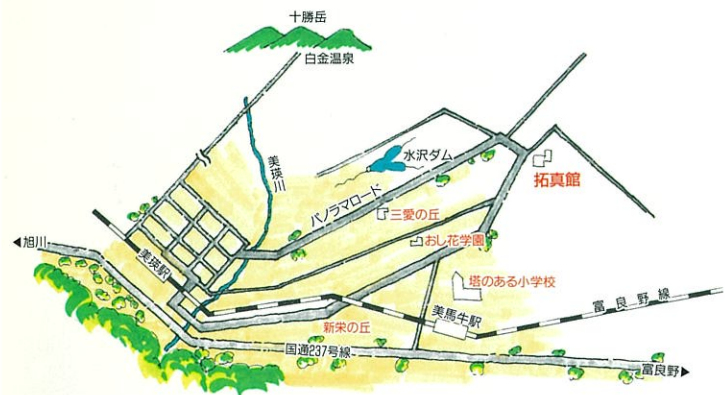 十勝岳
白金温泉
美瑛川
水沢ダム
パノラマロード
拓真館
三愛の丘
おし花学園
◀旭川
美瑛駅
塔のある小学校
新栄の丘
美馬牛駅
富良野線
国通237号線
富良野▶